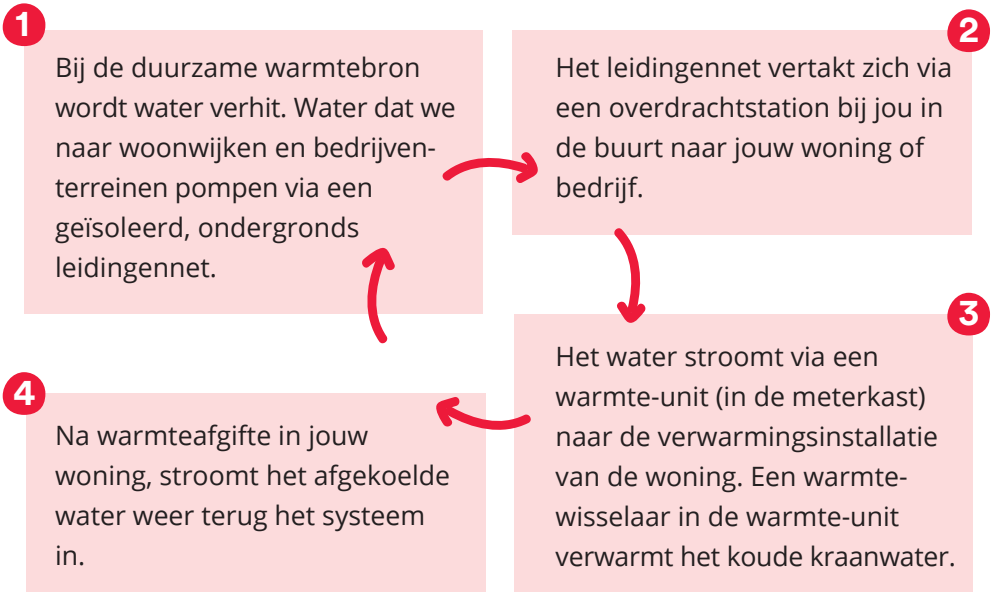 1
Bij de duurzame warmtebron
wordt water verhit. Water dat we
naar woonwijken en bedrijven-
terreinen pompen via een
geïsoleerd, ondergronds
leidingennet.
2
Het leidingennet vertakt zich via
een overdrachtstation bij jou in
de buurt naar jouw woning of
bedrijf.
3
Het water stroomt via een
warmte-unit (in de meterkast)
naar de verwarmingsinstallatie
van de woning. Een warmte-
wisselaar in de warmte-unit
verwarmt het koude kraanwater.
4
Na warmteafgifte in jouw
woning, stroomt het afgekoelde
water weer terug het systeem
in.